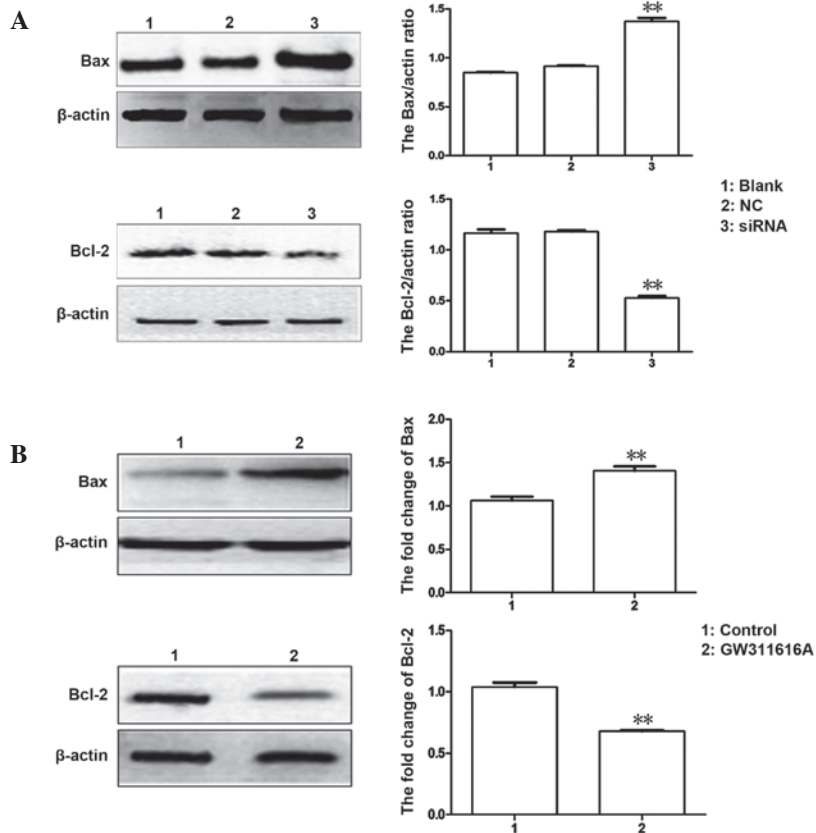 A
1 2 3
Bax
β-actin
The Bax/actin ratio
1.5
1.0
0.5
0.0
**
1 2 3
1 2 3
Bcl-2
β-actin
The Bcl-2/actin ratio
1.5
1.0
0.5
0.0
**
1 2 3
1: Blank
2: NC
3: siRNA
B
1 2
Bax
β-actin
The fold change of Bax
2.0
1.5
1.0
0.5
0.0
**
1 2
1 2
Bcl-2
β-actin
The fold change of Bcl-2
1.5
1.0
0.5
0.0
**
1 2
1: Control
2: GW311616A